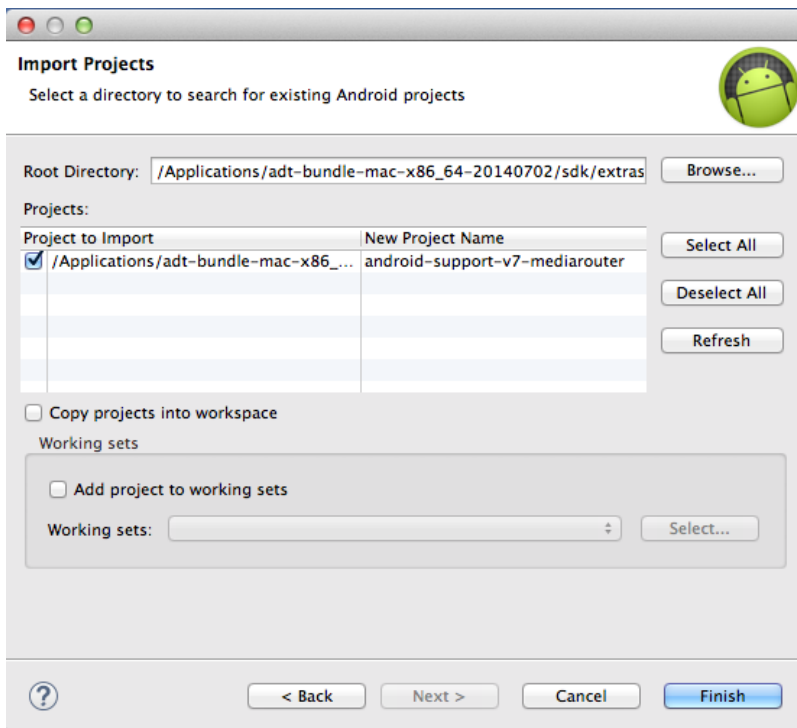 Import Projects
Select a directory to search for existing Android projects
Root Directory: /Applications/adt-bundle-mac-x86_64-20140702/sdk/extras Browse...
Projects:
Project to Import New Project Name
/Applications/adt-bundle-mac-x86_... android-support-v7-mediarouter
Select All
Deselect All
Refresh
Copy projects into workspace
Working sets
Add project to working sets
Working sets: Select...
? < Back Next > Cancel Finish